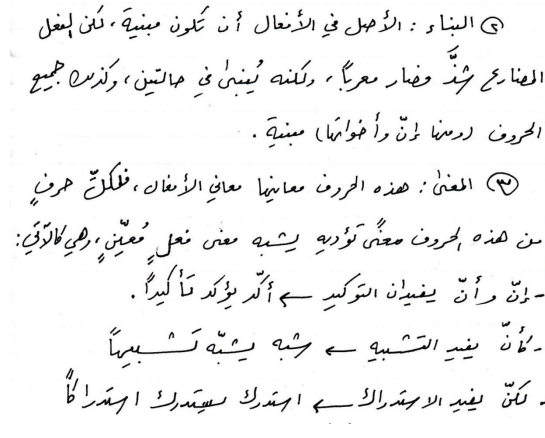 ② البناء : الأصل في الأفعال أن تكون مبنية، لكن الفعل
المضارع شذَّ فصار معرباً، ولكنه يُبنى في حالتين، وكذلك جميع
الحروف (ومنها إنّ وأخواتها) مبنية .
③ المعنى : هذه الحروف معانيها معاني الأفعال، فلكلّ حرفٍ
من هذه الحروف معنًى تؤديه يشبه معنى فعلٍ مُعيّنٍ، وهي كالآتي:
- إنّ وأنّ يفيدان التوكيد ← أكّد يؤكد تأكيداً .
- كأنّ يفيد التشبيه ← شبه يشبّه تشبيهاً
- لكنّ يفيد الاستدراك ← استدرك يستدرك استدراكاً